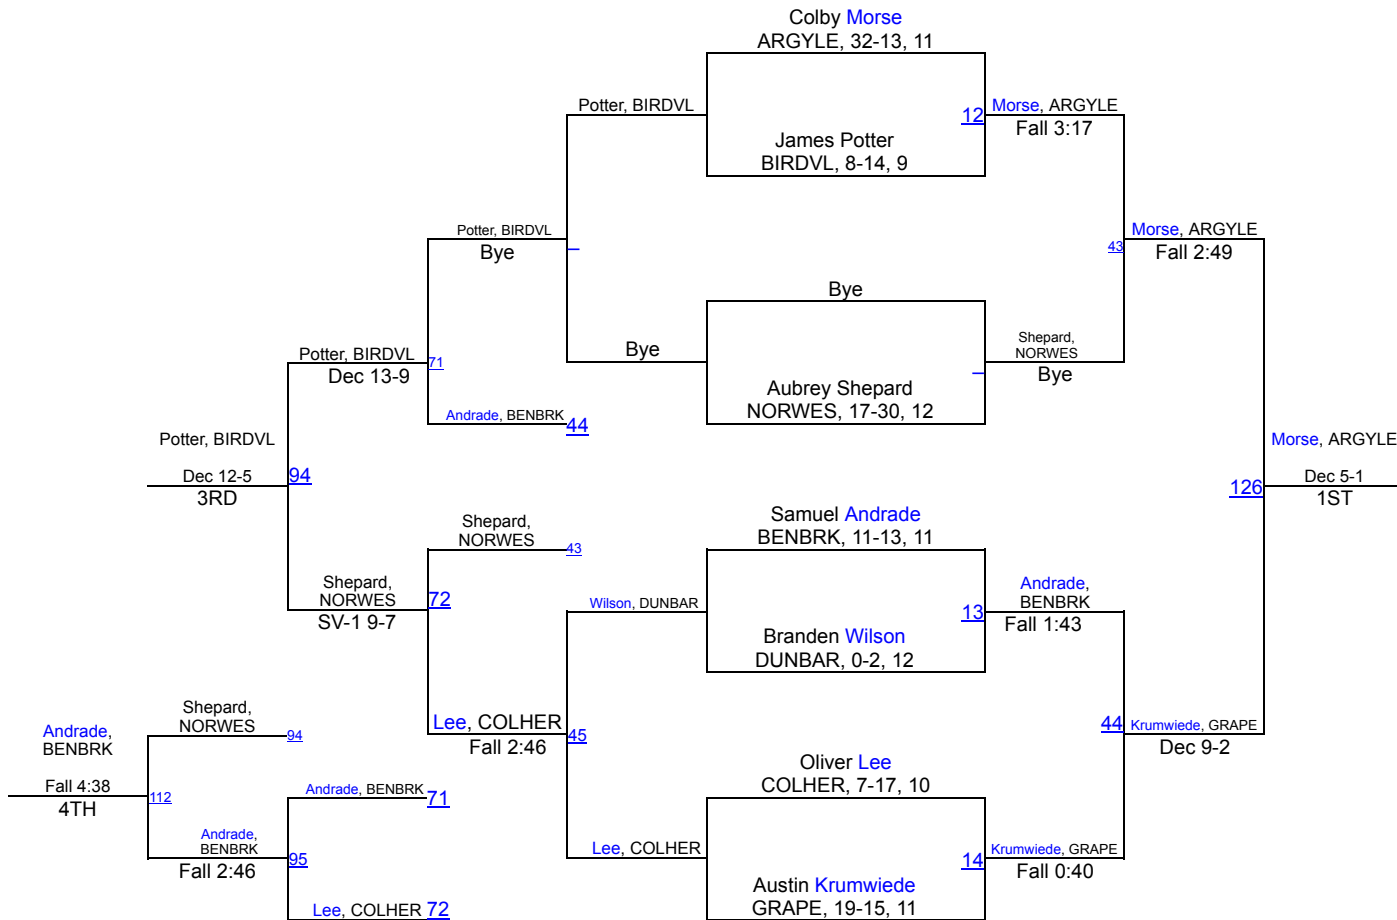 Colby Morse
ARGYLE, 32-13, 11
Potter, BIRDVL
12
Morse, ARGYLE
Fall 3:17
James Potter
BIRDVL, 8-14, 9
Potter, BIRDVL
Bye
Morse, ARGYLE
43
Fall 2:49
Bye
Bye
Shepard,
NORWES
Bye
Potter, BIRDVL
71
Dec 13-9
Aubrey Shepard
NORWES, 17-30, 12
Andrade, BENBRK
44
Potter, BIRDVL
Dec 12-5
94
3RD
Morse, ARGYLE
Dec 5-1
126
1ST
Samuel Andrade
BENBRK, 11-13, 11
Shepard,
NORWES
43
Shepard,
NORWES
72
SV-1 9-7
Wilson, DUNBAR
13
Andrade,
BENBRK
Fall 1:43
Branden Wilson
DUNBAR, 0-2, 12
Lee, COLHER
45
Fall 2:46
44
Krumwiede, GRAPE
Dec 9-2
Shepard,
NORWES
94
Andrade,
BENBRK
Fall 4:38
112
4TH
Oliver Lee
COLHER, 7-17, 10
Andrade, BENBRK
71
Andrade,
BENBRK
95
Fall 2:46
Lee, COLHER
14
Krumwiede, GRAPE
Fall 0:40
Austin Krumwiede
GRAPE, 19-15, 11
Lee, COLHER 72